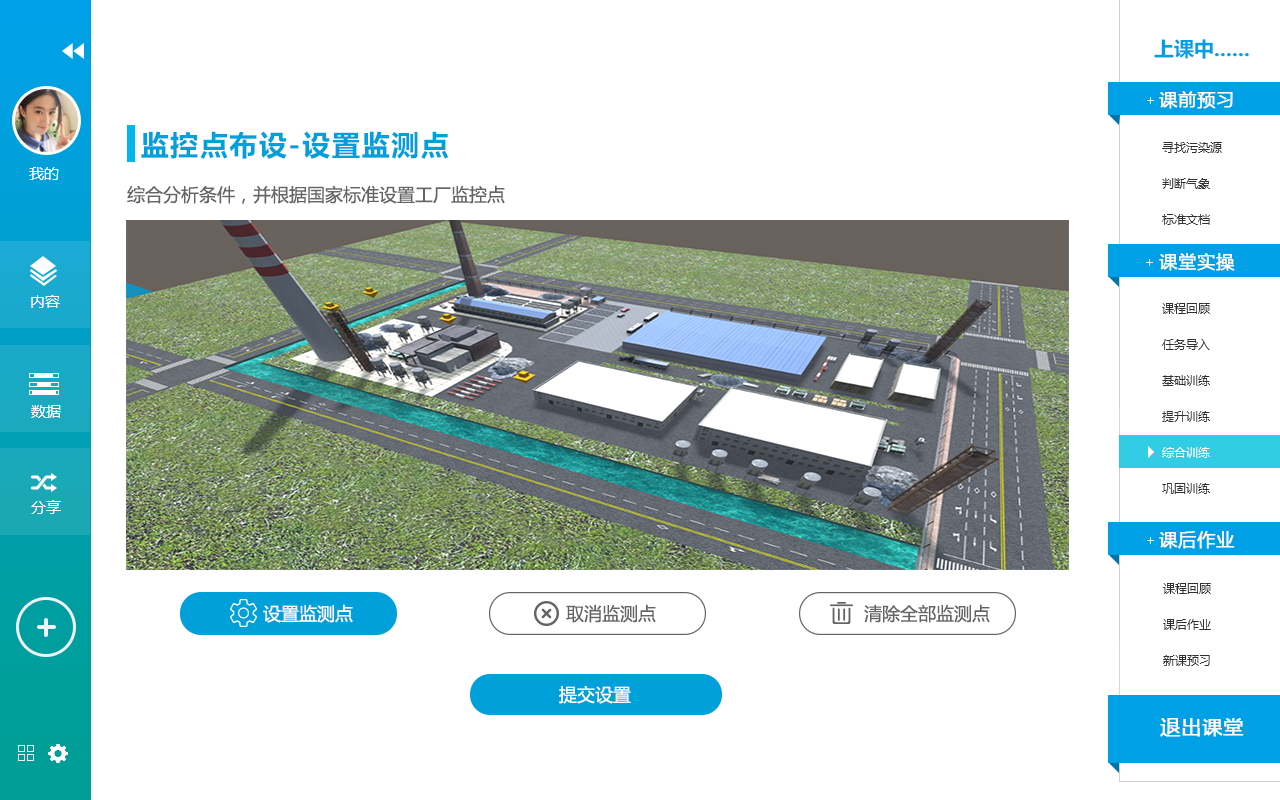 我的
内容
数据
分享
监控点布设-设置监测点
综合分析条件，并根据国家标准设置工厂监控点
设置监测点
取消监测点
清除全部监测点
提交设置
上课中......
+ 课前预习
寻找污染源
判断气象
标准文档
+ 课堂实操
课程回顾
任务导入
基础训练
提升训练
综合训练
巩固训练
+ 课后作业
课程回顾
课后作业
新课预习
退出课堂